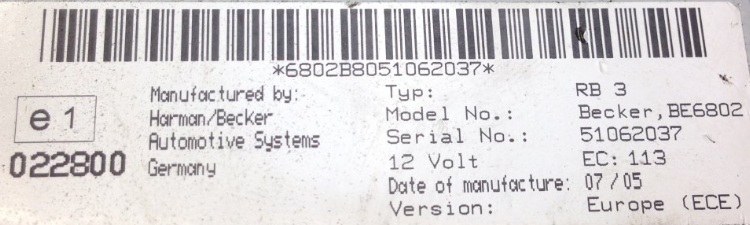 *6802B8051062037*
e 1
022800
Manufactured by:
Harman/Becker
Automotive Systems
Germany
Typ: RB 3
Model No.: Becker,BE6802
Serial No.: 51062037
12 Volt EC: 113
Date of manufacture: 07/05
Version: Europe (ECE)